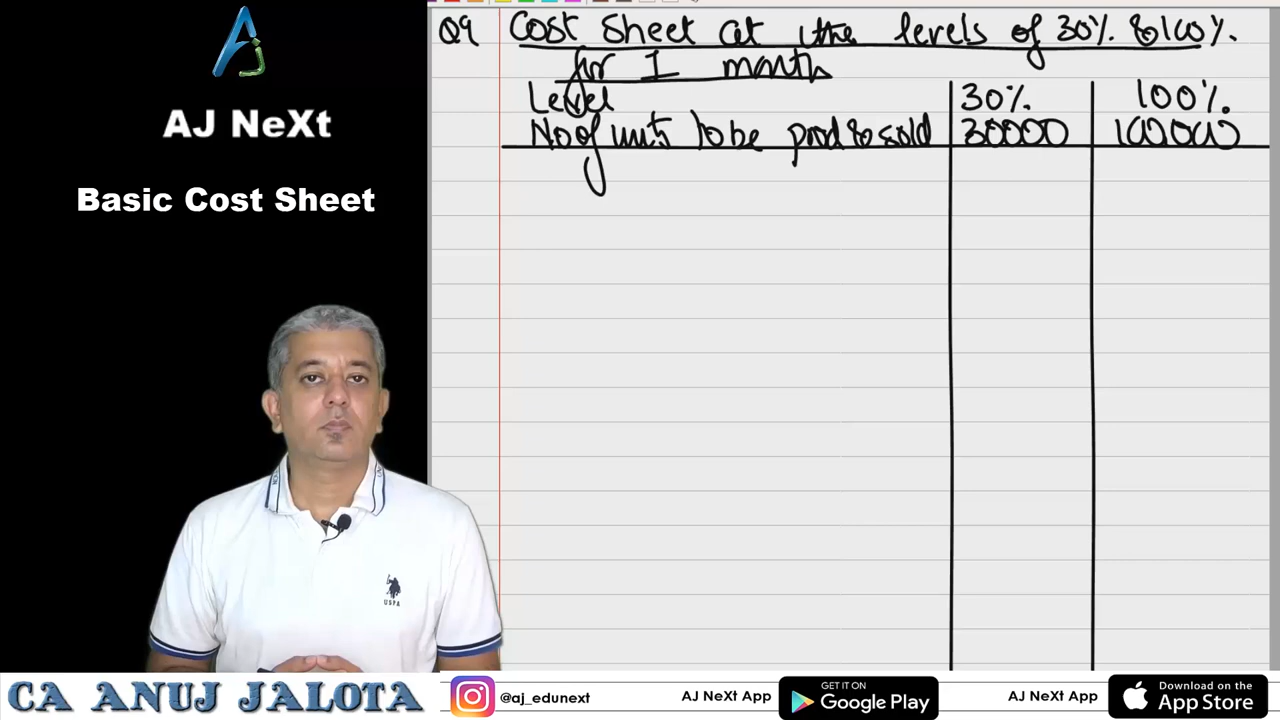 AJ NeXt
Basic Cost Sheet
Q9 Cost Sheet at the levels of 30% & 100%.
for 1 month
Level 30% 100%
No of units to be prod & sold 30000 100000
USPA
CA ANUJ JALOTA
@aj_edunext
AJ NeXt App
GET IT ON
Google Play
AJ NeXt App
Download on the
App Store